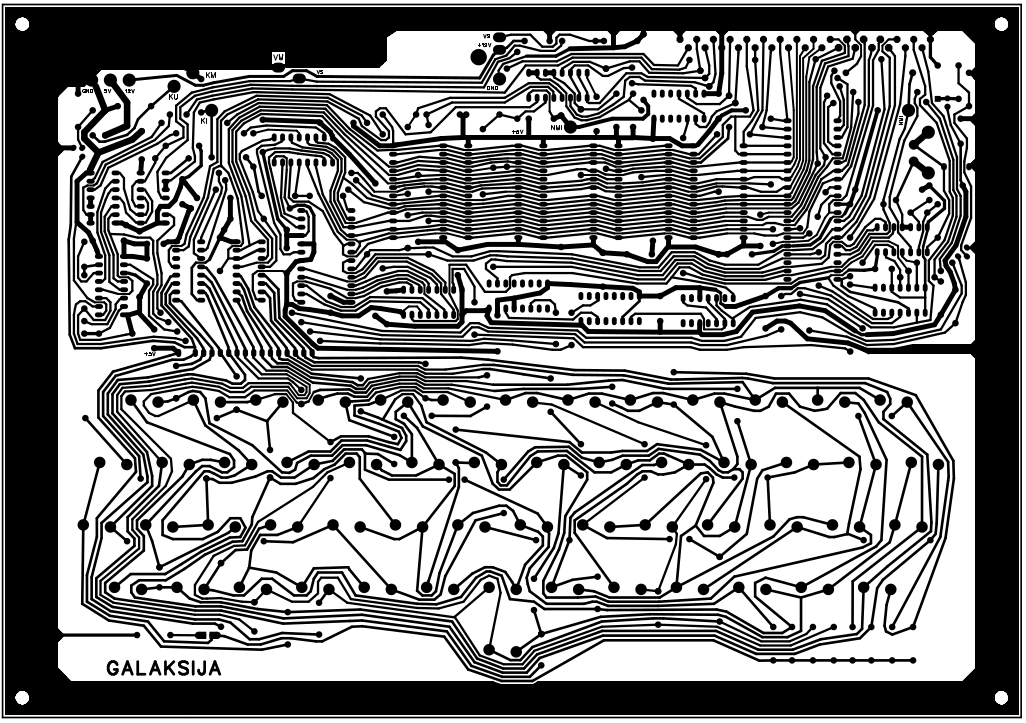 VS
+12V
VM
VS
KM
GND 5V 12V
GND
KU
KI
NMI
+5V
+5V
GALAKSIJA